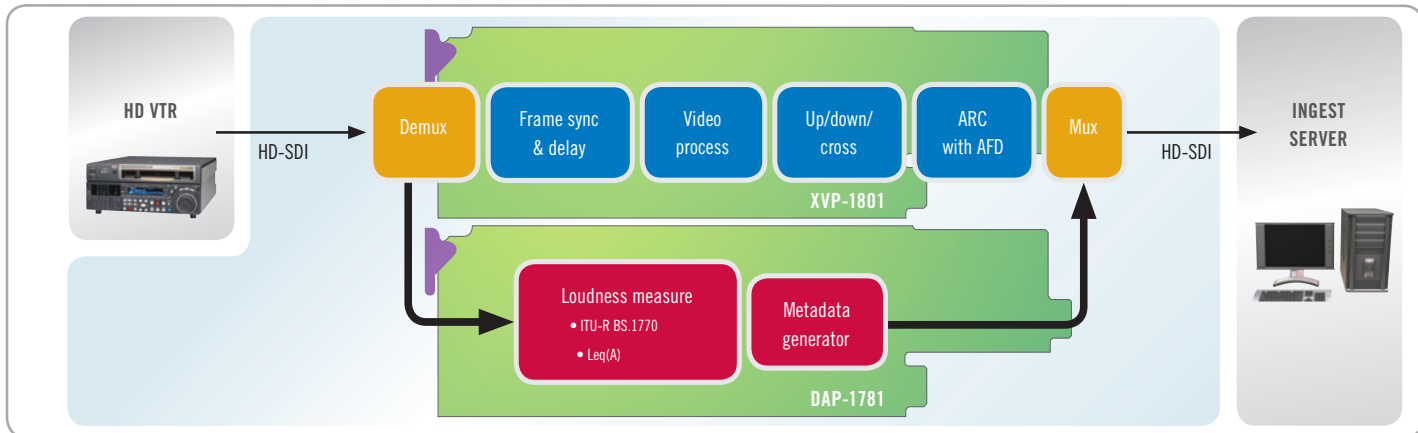 HD VTR
HD-SDI
Demux
Frame sync
& delay
Video
process
Up/down/
cross
ARC
with AFD
Mux
XVP-1801
HD-SDI
INGEST
SERVER
Loudness measure
• ITU-R BS.1770
• Leq(A)
Metadata
generator
DAP-1781